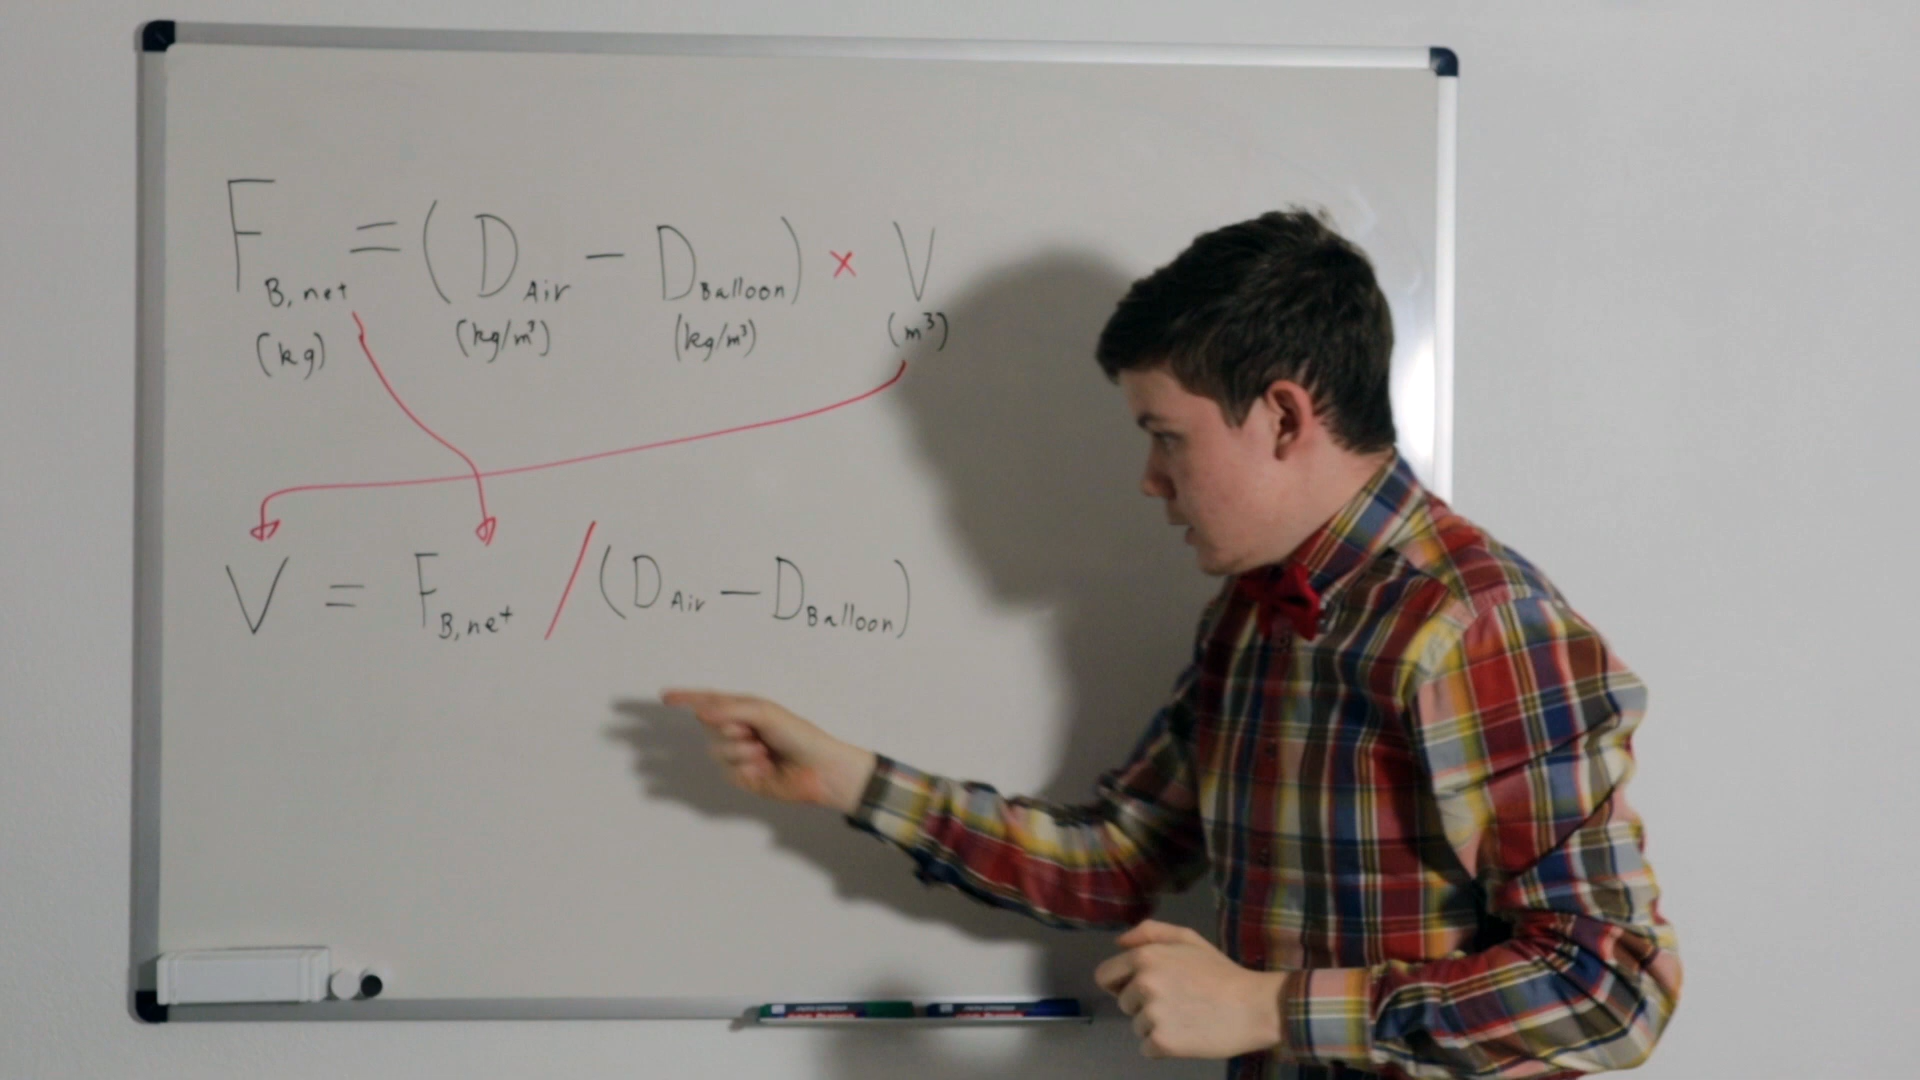 F B,net = (D Air − D Balloon) × V
(kg) (kg/m³) (kg/m³) (m³)
V = F B,net / (D Air − D Balloon)